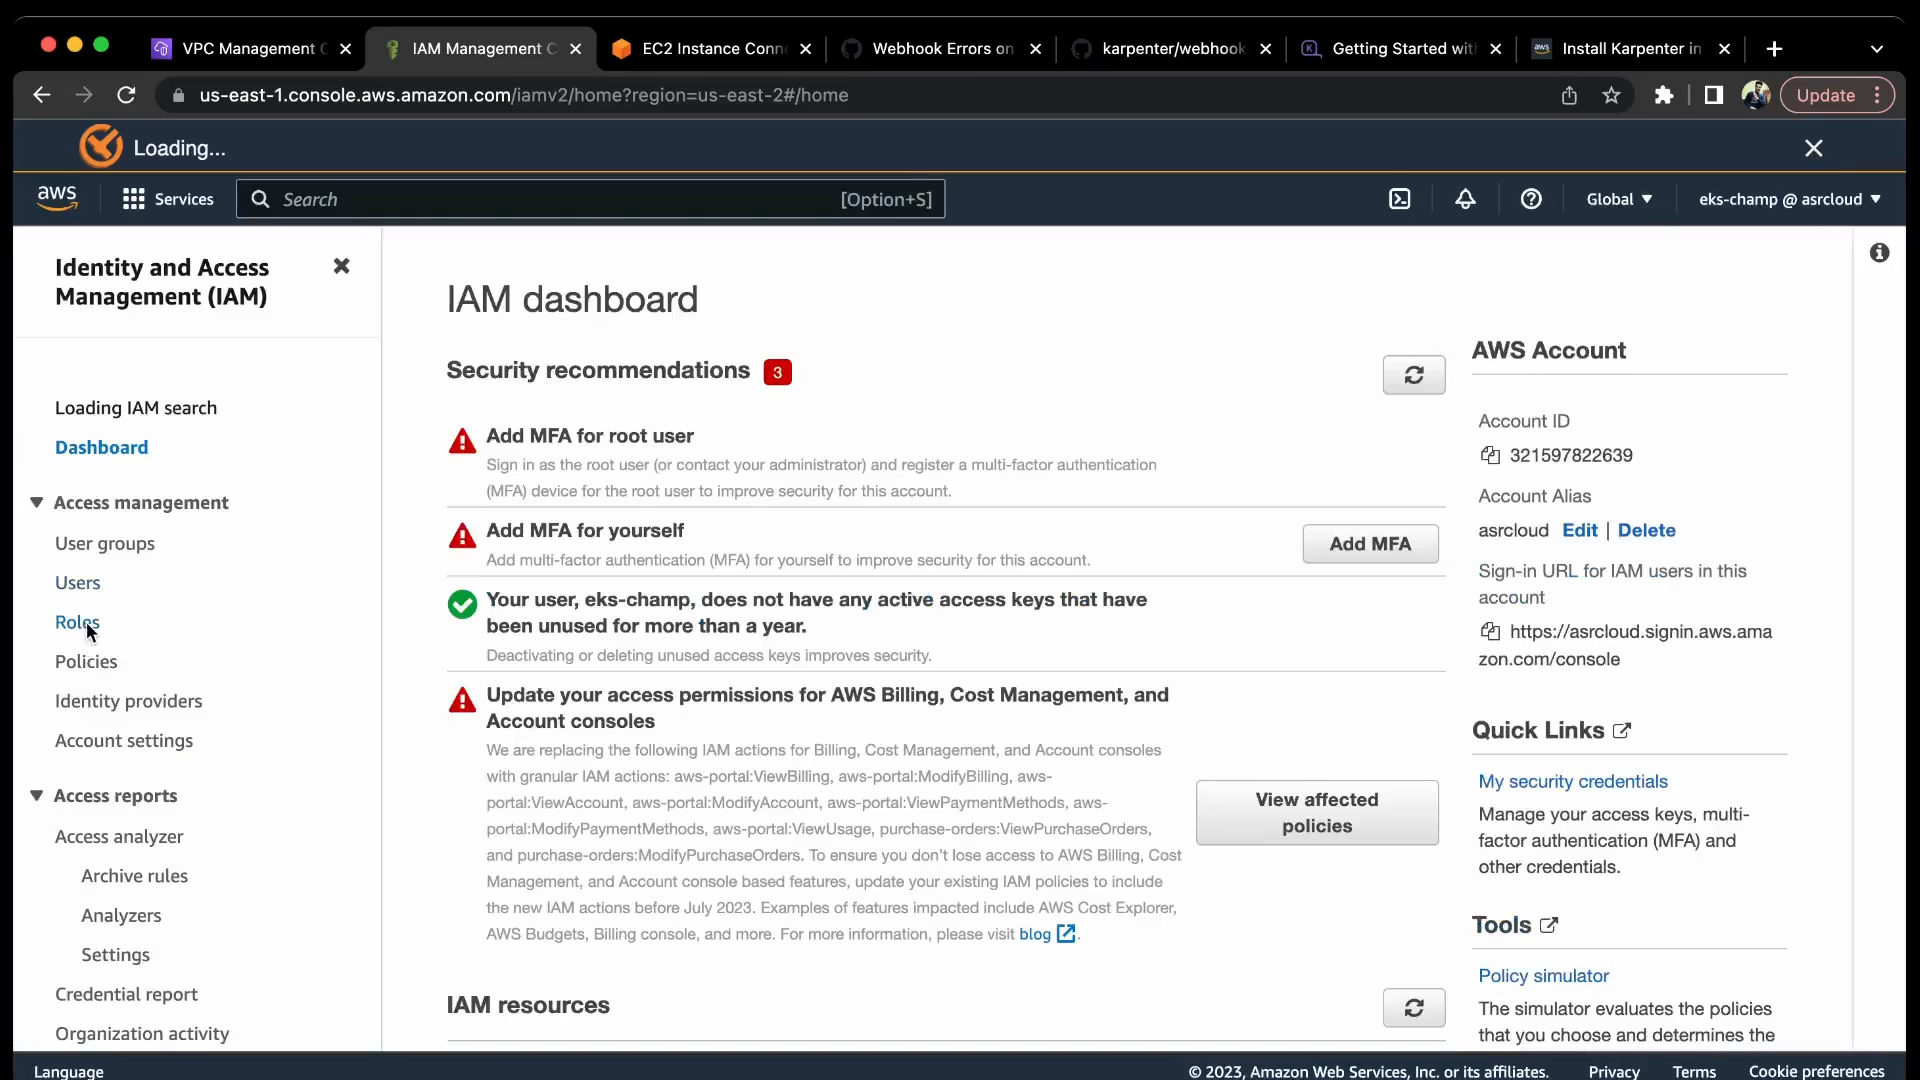 VPC Management C
IAM Management C
EC2 Instance Conne
Webhook Errors on
karpenter/webhook
Getting Started with
Install Karpenter in
us-east-1.console.aws.amazon.com/iamv2/home?region=us-east-2#/home
Update
Loading...
aws
Services
Search
[Option+S]
Global
eks-champ @ asrcloud
Identity and Access
Management (IAM)
Loading IAM search
Dashboard
Access management
User groups
Users
Roles
Policies
Identity providers
Account settings
Access reports
Access analyzer
Archive rules
Analyzers
Settings
Credential report
Organization activity
IAM dashboard
Security recommendations 3
Add MFA for root user
Sign in as the root user (or contact your administrator) and register a multi-factor authentication
(MFA) device for the root user to improve security for this account.
Add MFA for yourself
Add multi-factor authentication (MFA) for yourself to improve security for this account.
Add MFA
Your user, eks-champ, does not have any active access keys that have
been unused for more than a year.
Deactivating or deleting unused access keys improves security.
Update your access permissions for AWS Billing, Cost Management, and
Account consoles
We are replacing the following IAM actions for Billing, Cost Management, and Account consoles
with granular IAM actions: aws-portal:ViewBilling, aws-portal:ModifyBilling, aws-
portal:ViewAccount, aws-portal:ModifyAccount, aws-portal:ViewPaymentMethods, aws-
portal:ModifyPaymentMethods, aws-portal:ViewUsage, purchase-orders:ViewPurchaseOrders,
and purchase-orders:ModifyPurchaseOrders. To ensure you don't lose access to AWS Billing, Cost
Management, and Account console based features, update your existing IAM policies to include
the new IAM actions before July 2023. Examples of features impacted include AWS Cost Explorer,
AWS Budgets, Billing console, and more. For more information, please visit blog.
View affected
policies
IAM resources
AWS Account
Account ID
321597822639
Account Alias
asrcloud Edit | Delete
Sign-in URL for IAM users in this
account
https://asrcloud.signin.aws.ama
zon.com/console
Quick Links
My security credentials
Manage your access keys, multi-
factor authentication (MFA) and
other credentials.
Tools
Policy simulator
The simulator evaluates the policies
that you choose and determines the
Language
© 2023, Amazon Web Services, Inc. or its affiliates.
Privacy
Terms
Cookie preferences